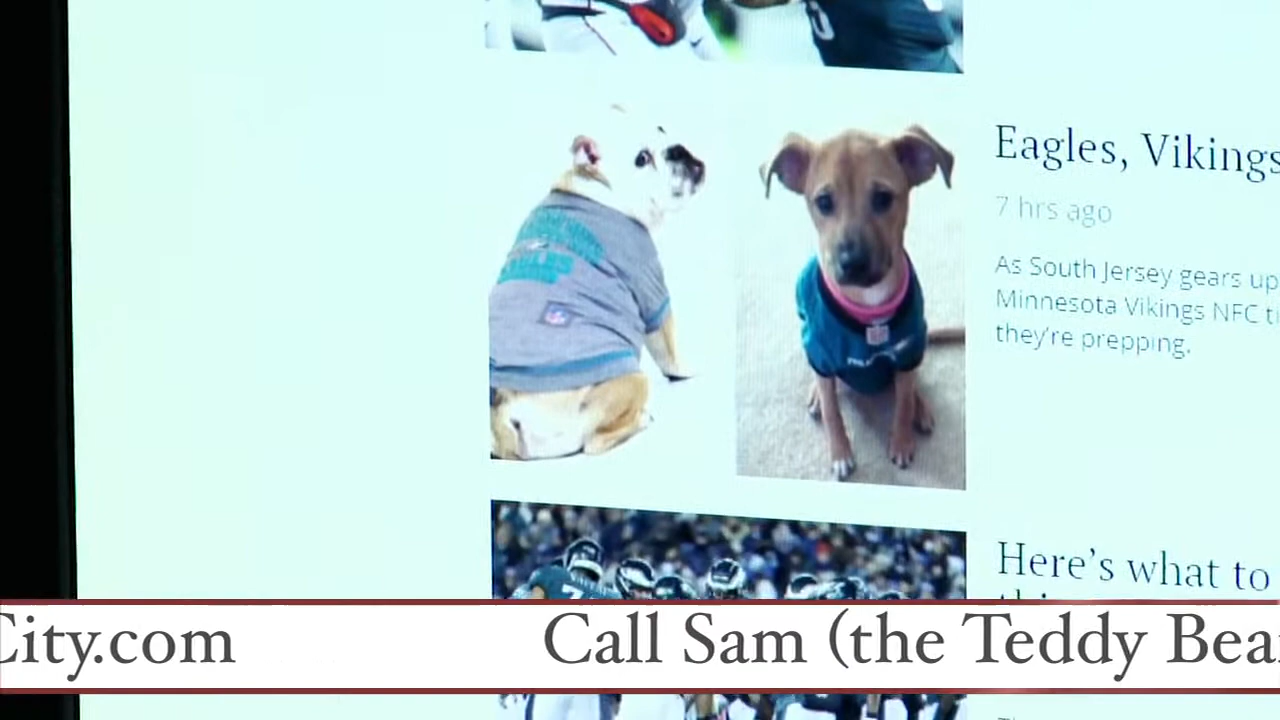 Eagles, Vikings
7 hrs ago
As South Jersey gears up
Minnesota Vikings NFC
they're prepping.
Here's what to
City.com
Call Sam (the Teddy Bea